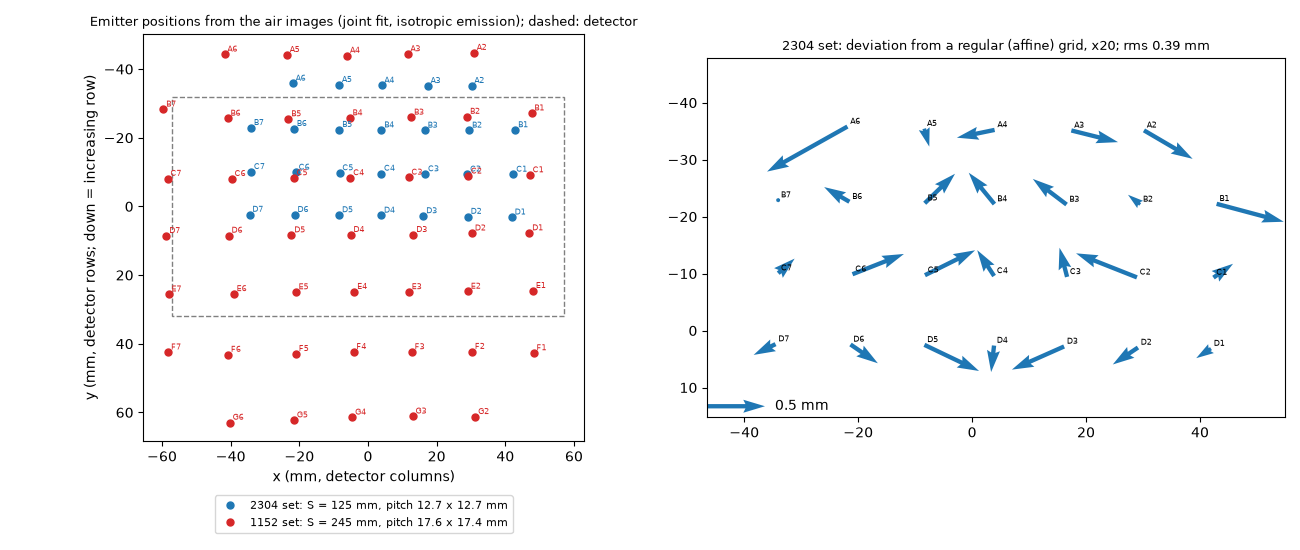 Emitter positions from the air images (joint fit, isotropic emission); dashed: detector
A6 A5 A4 A3 A2
A6 A5 A4 A3 A2
B7 B6 B5 B4 B3 B2 B1
B7 B6 B5 B4 B3 B2 B1
C7 C6 C5 C4 C3 C2 C1
C7 C6 C5 C4 C3 C2 C1
D7 D6 D5 D4 D3 D2 D1
D7 D6 D5 D4 D3 D2 D1
E7 E6 E5 E4 E3 E2 E1
F7 F6 F5 F4 F3 F2 F1
G6 G5 G4 G3 G2
−40
−20
0
20
40
60
y (mm, detector rows; down = increasing row)
−60 −40 −20 0 20 40 60
x (mm, detector columns)
2304 set: S = 125 mm, pitch 12.7 x 12.7 mm
1152 set: S = 245 mm, pitch 17.6 x 17.4 mm
2304 set: deviation from a regular (affine) grid, x20; rms 0.39 mm
−40
−30
−20
−10
0
10
A6 A5 A4 A3 A2
B7 B6 B5 B4 B3 B2 B1
C7 C6 C5 C4 C3 C2 C1
D7 D6 D5 D4 D3 D2 D1
0.5 mm
−40 −20 0 20 40